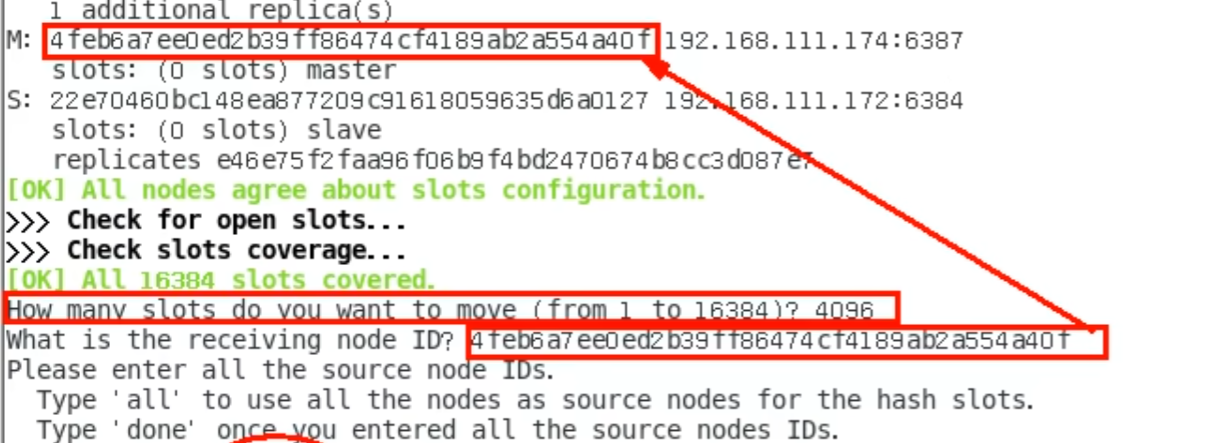 1 additional replica(s)
M: 4feb6a7ee0ed2b39ff86474cf4189ab2a554a40f 192.168.111.174:6387
slots: (0 slots) master
S: 22e70460bc148ea877209c91618059635d6a0127 192.168.111.172:6384
slots: (0 slots) slave
replicates e46e75f2faa96f06b9f4bd2470674b8cc3d087e7
[OK] All nodes agree about slots configuration.
>>> Check for open slots...
>>> Check slots coverage...
[OK] All 16384 slots covered.
How many slots do you want to move (from 1 to 16384)? 4096
What is the receiving node ID? 4feb6a7ee0ed2b39ff86474cf4189ab2a554a40f
Please enter all the source node IDs.
Type 'all' to use all the nodes as source nodes for the hash slots.
Type 'done' once you entered all the source nodes IDs.